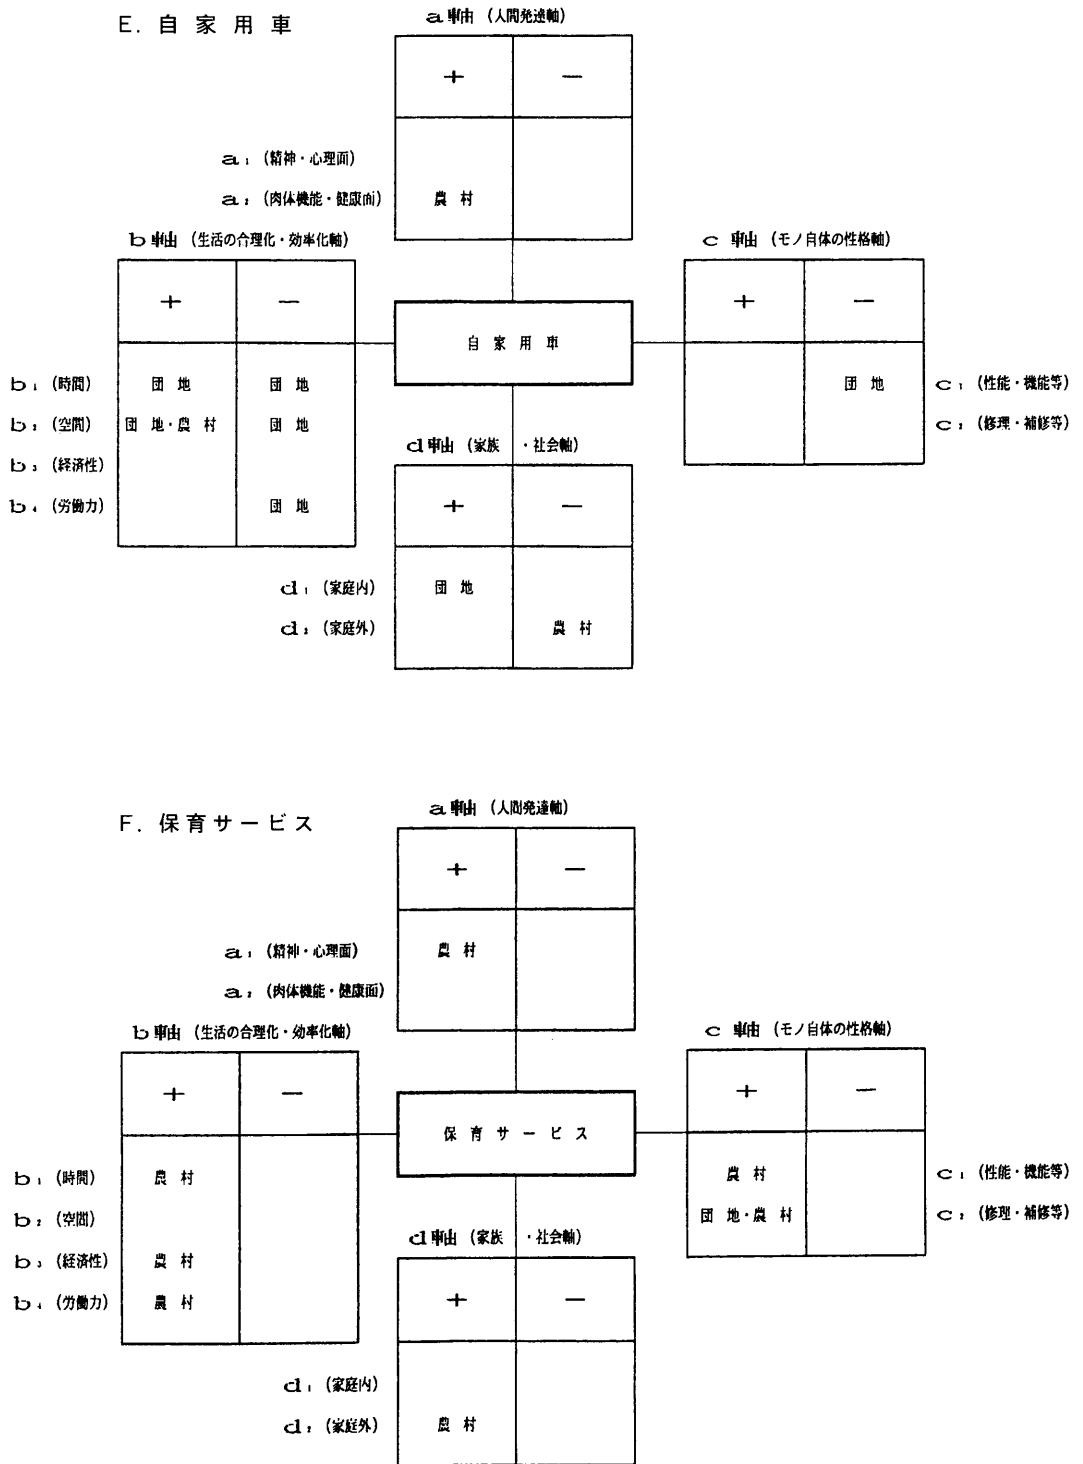 E. 自家用車
a軸 (人間発達軸)
+ −
a₁ (精神・心理面)
a₂ (肉体機能・健康面) 農村
b軸 (生活の合理化・効率化軸)
c軸 (モノ自体の性格軸)
+ −
自家用車
+ −
b₁ (時間) 団地 団地
団地 c₁ (性能・機能等)
b₂ (空間) 団地・農村 団地
c₂ (修理・補修等)
d軸 (家族・社会軸)
b₃ (経済性)
b₄ (労働力) 団地
+ −
d₁ (家庭内) 団地
d₂ (家庭外) 農村
F. 保育サービス
a軸 (人間発達軸)
+ −
a₁ (精神・心理面) 農村
a₂ (肉体機能・健康面)
b軸 (生活の合理化・効率化軸)
c軸 (モノ自体の性格軸)
+ −
保育サービス
+ −
b₁ (時間) 農村
農村 c₁ (性能・機能等)
b₂ (空間)
団地・農村 c₂ (修理・補修等)
d軸 (家族・社会軸)
b₃ (経済性) 農村
b₄ (労働力) 農村
+ −
d₁ (家庭内)
d₂ (家庭外) 農村